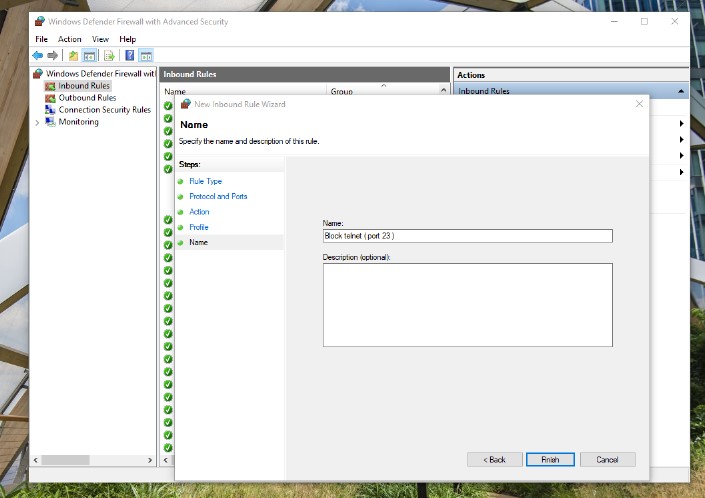 Windows Defender Firewall with Advanced Security
File Action View Help
Windows Defender Firewall witl
Inbound Rules
Outbound Rules
Connection Security Rules
Monitoring
Inbound Rules
Name Group
Actions
Inbound Rules
New Inbound Rule Wizard
Name
Specify the name and description of this rule.
Steps:
Rule Type
Protocol and Ports
Action
Profile
Name
Name:
Block telnet ( port 23 )
Description (optional):
< Back Finish Cancel